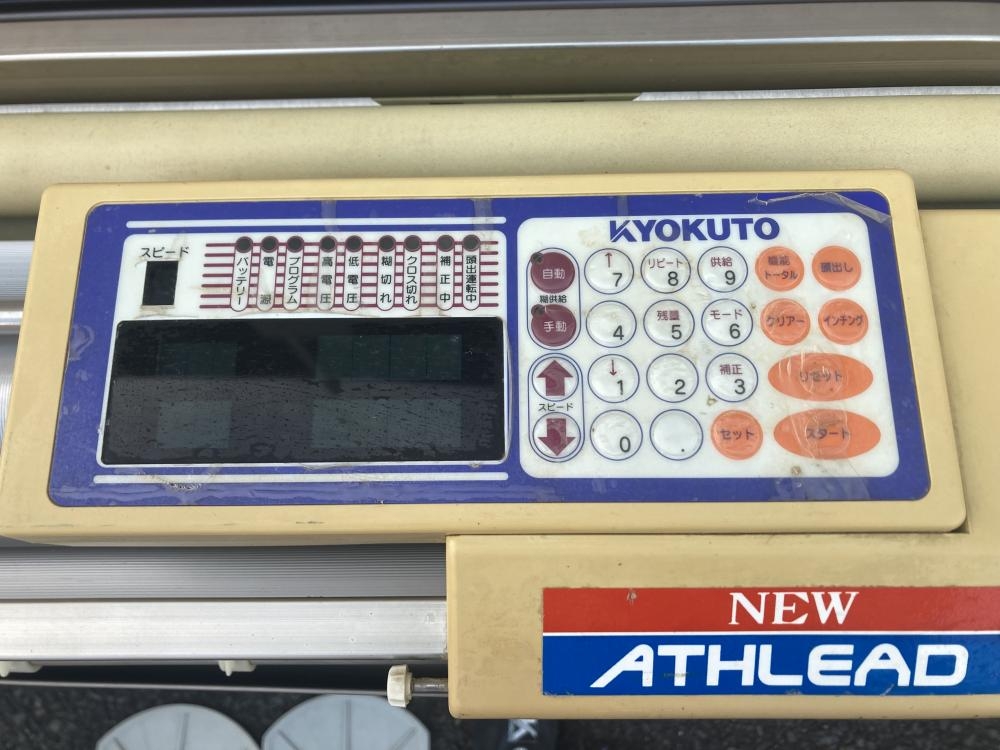 KYOKUTO
スピード
バッテリー
電源
プログラム
高電圧
低電圧
糊切れ
クロス切れ
補正中
頭出運転中
自動
↑
7
リピート
8
供給
9
機能
トータル
頭出し
糊供給
手動
4
残量
5
モード
6
クリアー
インチング
↓
1
2
補正
3
リセット
スピード
0
.
セット
スタート
NEW
ATHLEAD